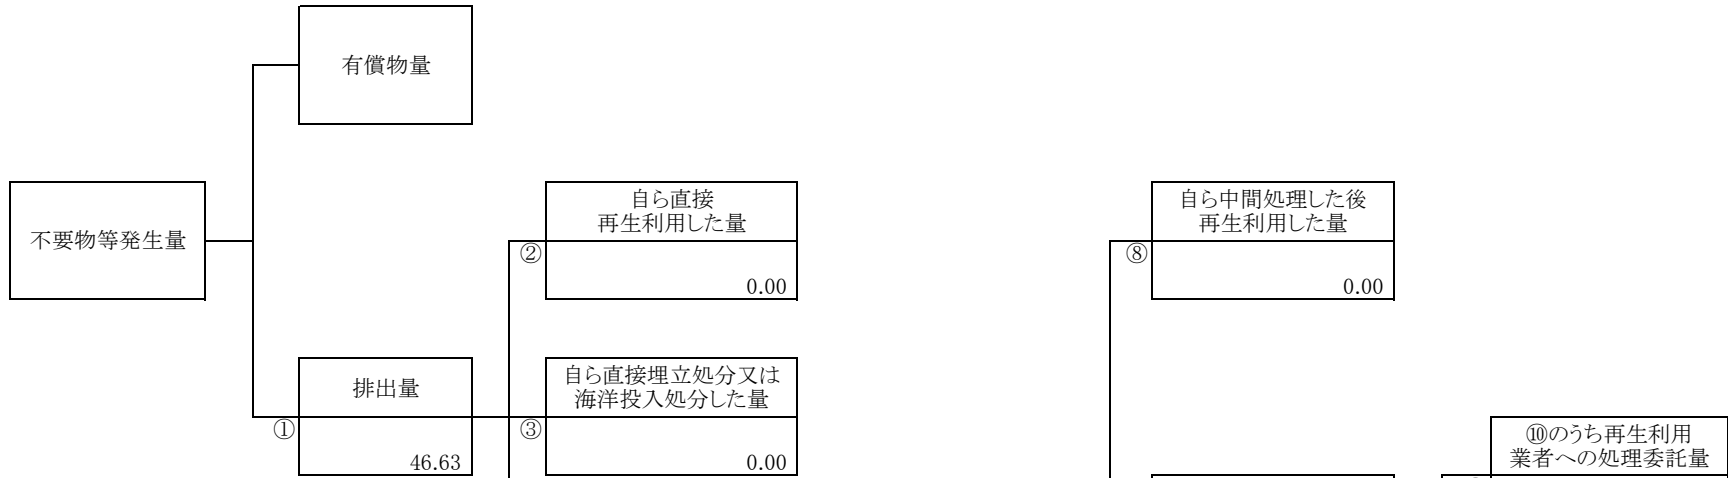 有償物量
不要物等発生量
自ら直接
再生利用した量
②
0.00
自ら中間処理した後
再生利用した量
⑧
0.00
排出量
①
46.63
自ら直接埋立処分又は
海洋投入処分した量
③
0.00
⑩のうち再生利用
業者への処理委託量